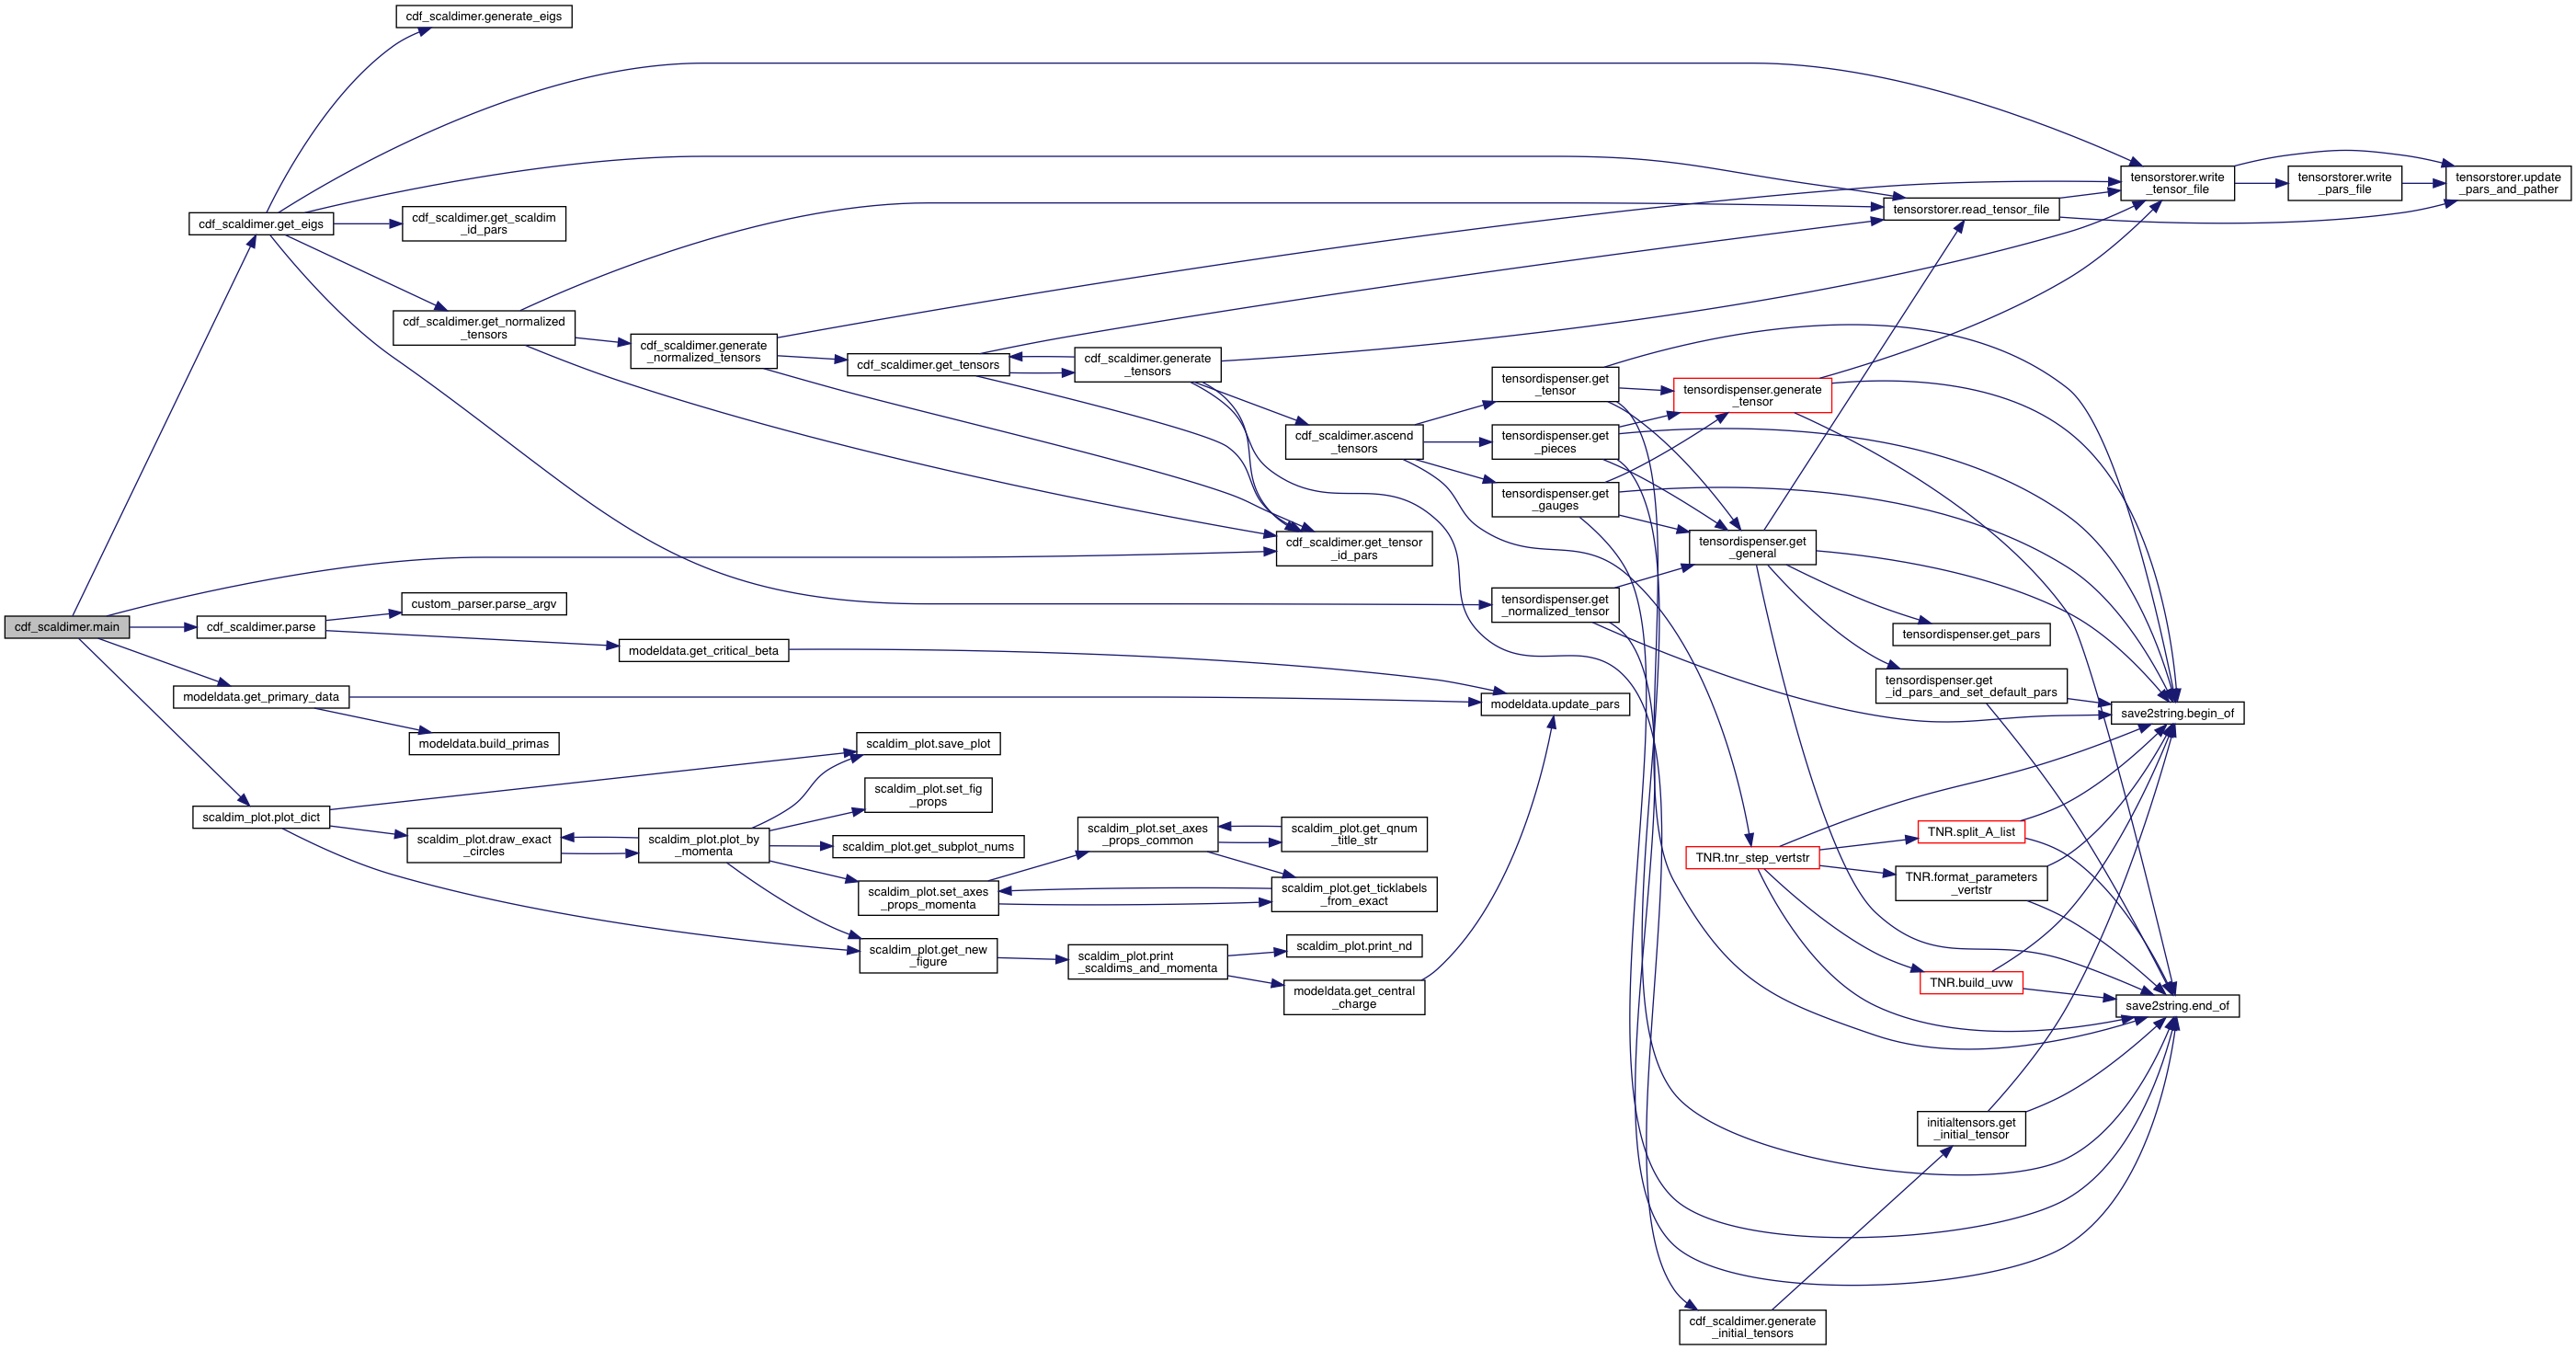 cdf_scaldimer.generate_eigs
tensorstorer.write
_tensor_file
tensorstorer.write
_pars_file
tensorstorer.update
_pars_and_pather
tensorstorer.read_tensor_file
cdf_scaldimer.get_eigs
cdf_scaldimer.get_scaldim
_id_pars
cdf_scaldimer.get_normalized
_tensors
cdf_scaldimer.generate
_normalized_tensors
cdf_scaldimer.get_tensors
cdf_scaldimer.generate
_tensors
tensordispenser.get
_tensor
tensordispenser.generate
_tensor
cdf_scaldimer.ascend
_tensors
tensordispenser.get
_pieces
tensordispenser.get
_gauges
cdf_scaldimer.get_tensor
_id_pars
tensordispenser.get
_general
custom_parser.parse_argv
tensordispenser.get
_normalized_tensor
cdf_scaldimer.main
cdf_scaldimer.parse
tensordispenser.get_pars
modeldata.get_critical_beta
tensordispenser.get
_id_pars_and_set_default_pars
modeldata.get_primary_data
modeldata.update_pars
save2string.begin_of
modeldata.build_primas
scaldim_plot.save_plot
scaldim_plot.set_fig
_props
scaldim_plot.plot_dict
scaldim_plot.draw_exact
_circles
scaldim_plot.plot_by
_momenta
scaldim_plot.get_subplot_nums
scaldim_plot.set_axes
_props_common
scaldim_plot.get_qnum
_title_str
TNR.split_A_list
TNR.tnr_step_vertstr
TNR.format_parameters
_vertstr
scaldim_plot.set_axes
_props_momenta
scaldim_plot.get_ticklabels
_from_exact
scaldim_plot.get_new
_figure
scaldim_plot.print
_scaldims_and_momenta
scaldim_plot.print_nd
modeldata.get_central
_charge
TNR.build_uvw
save2string.end_of
initialtensors.get
_initial_tensor
cdf_scaldimer.generate
_initial_tensors